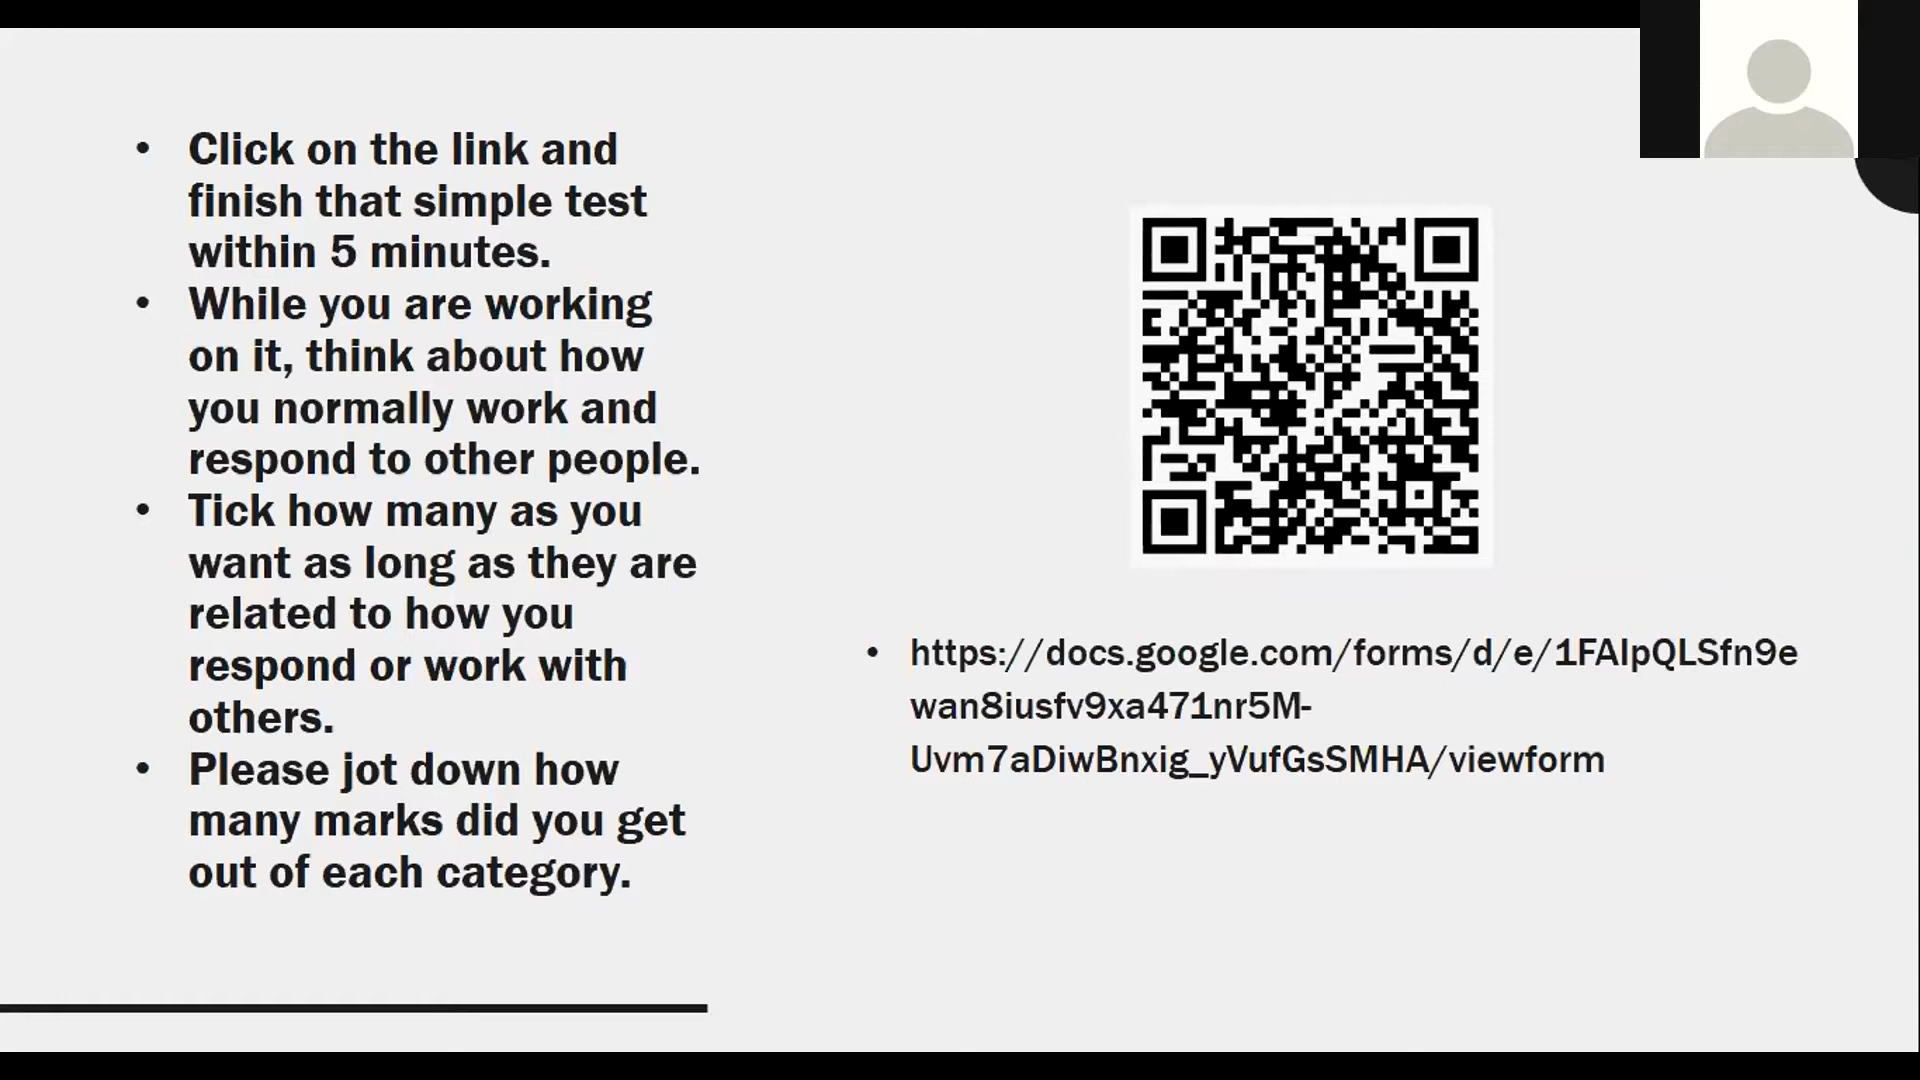 • Click on the link and
finish that simple test
within 5 minutes.
• While you are working
on it, think about how
you normally work and
respond to other people.
• Tick how many as you
want as long as they are
related to how you
respond or work with
others.
• Please jot down how
many marks did you get
out of each category.
• https://docs.google.com/forms/d/e/1FAIpQLSfn9e
wan8iusfv9xa471nr5M-
Uvm7aDiwBnxig_yVufGsSMHA/viewform